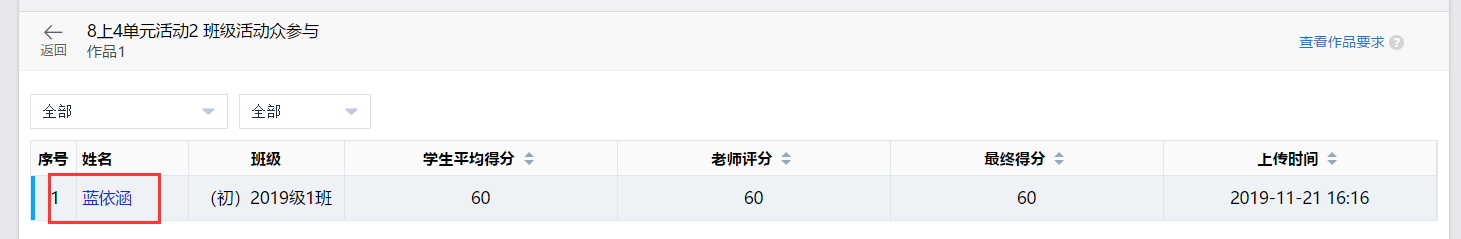 8上4单元活动2 班级活动众参与
返回 作品1
查看作品要求 ?
全部 全部
序号 姓名 班级 学生平均得分 老师评分 最终得分 上传时间
1 蓝依涵 （初）2019级1班 60 60 60 2019-11-21 16:16